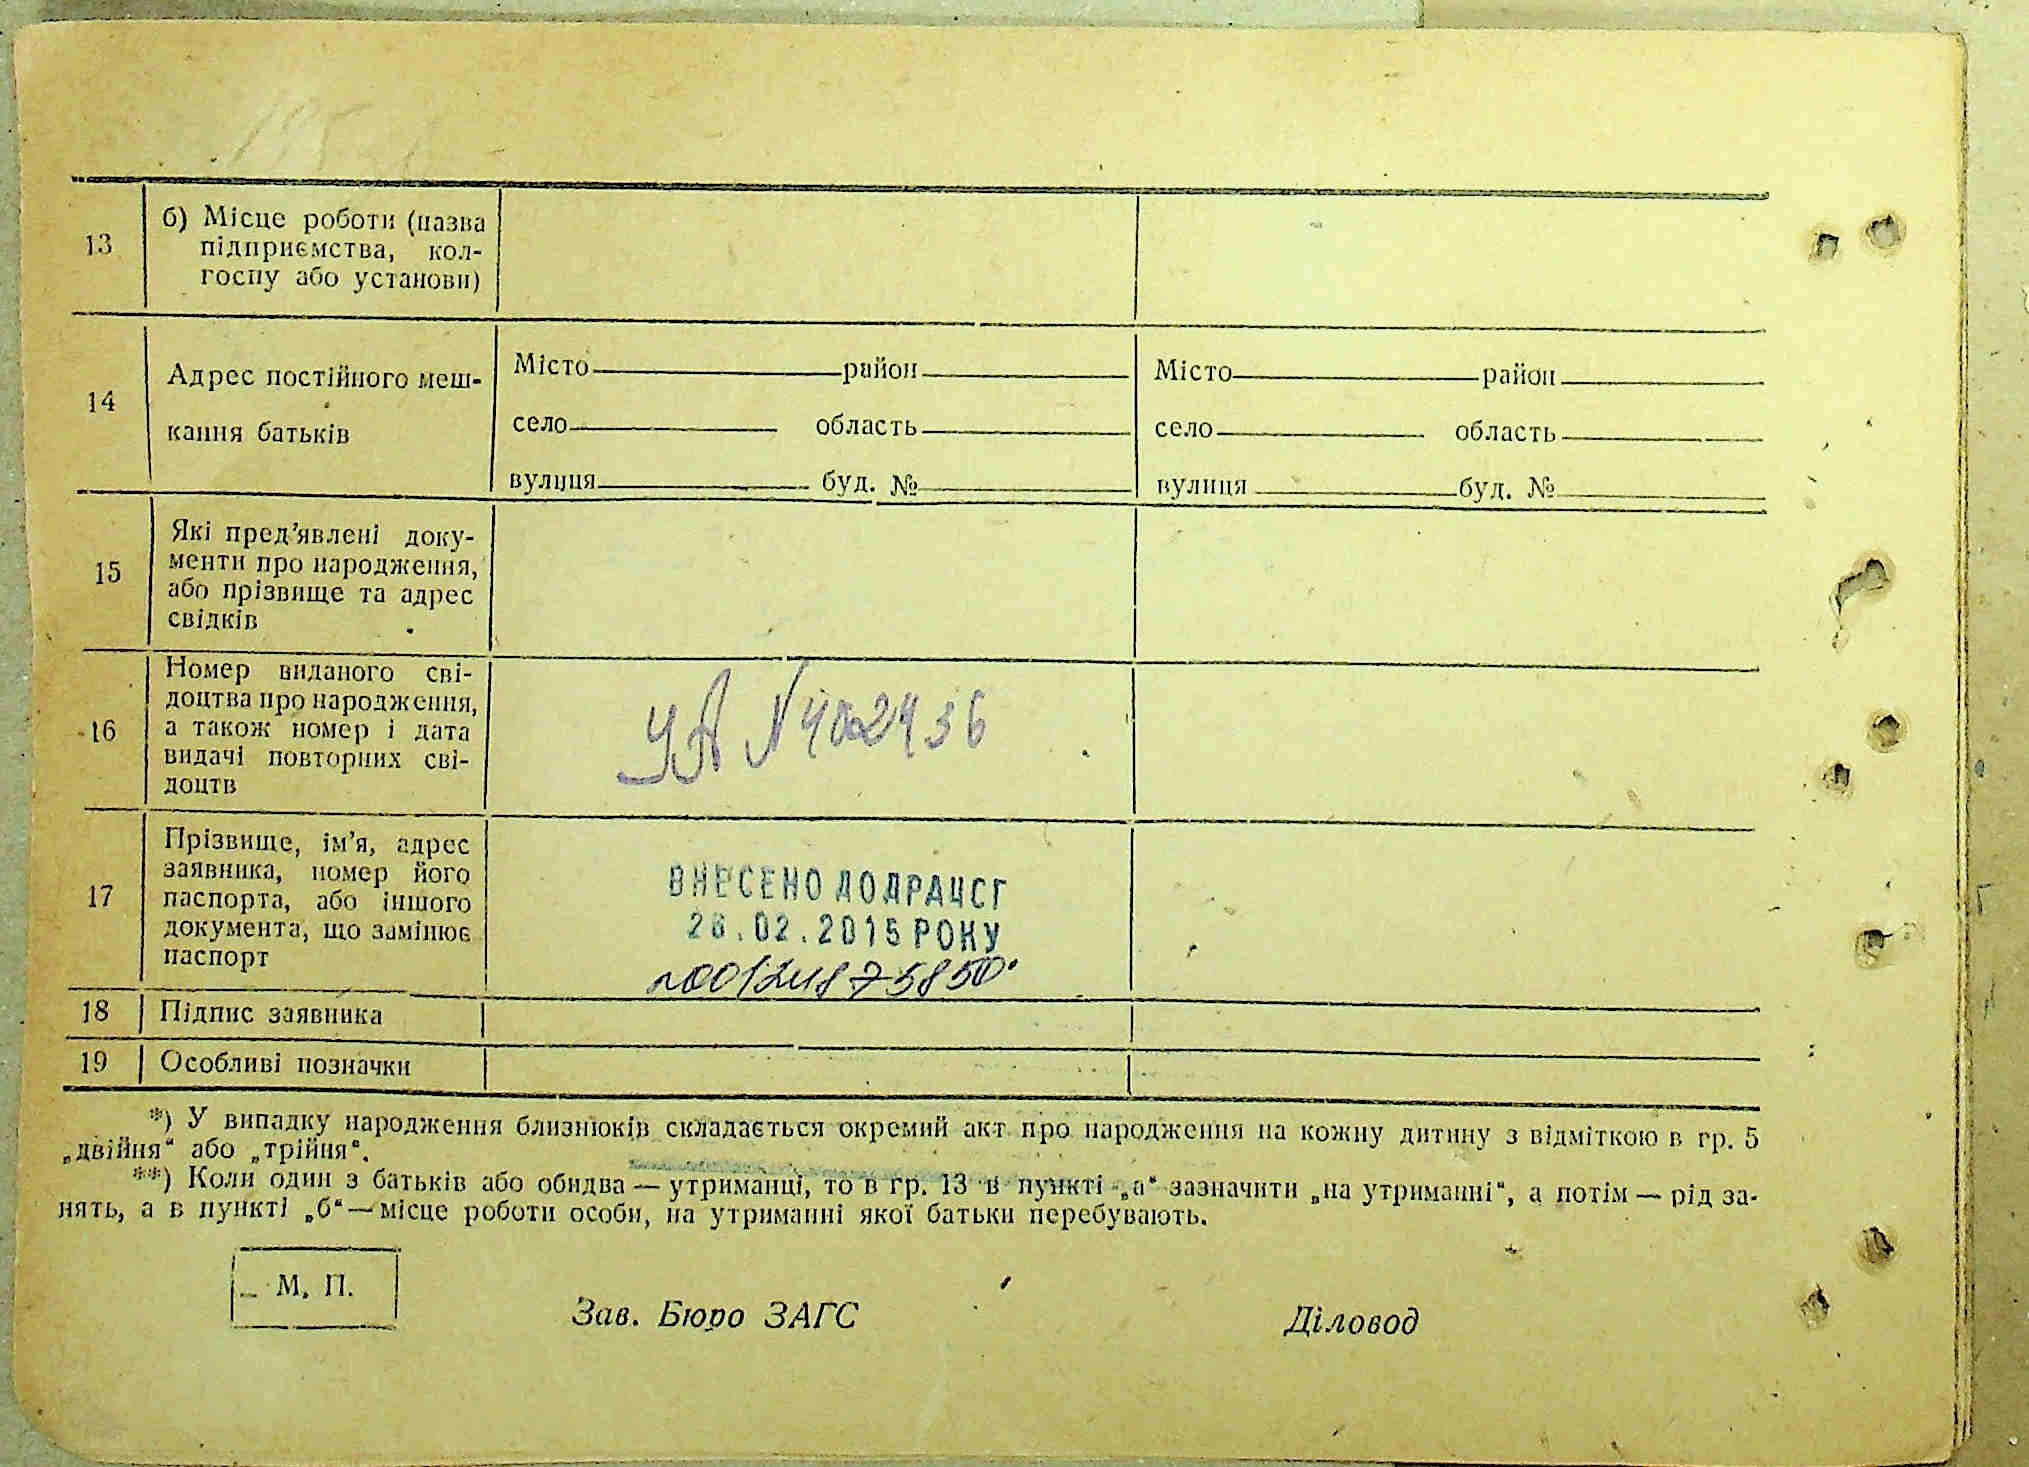 13
б) Місце роботи (назва
підприємства, кол-
госпу або установи)
14
Адрес постійного меш-
кання батьків
Місто район
село область
вулиця буд. №
Місто район
село область
вулиця буд. №
15
Які пред'явлені доку-
менти про народження,
або прізвище та адрес
свідків
16
Номер виданого сві-
доцтва про народження,
а також номер і дата
видачі повторних сві-
доцтв
УА N402436
17
Прізвище, ім'я, адрес
заявника, номер його
паспорта, або іншого
документа, що замінює
паспорт
ВНЕСЕНО ДО ДРАЦСГ
26.02.2015 РОКУ
18 Підпис заявника
19 Особливі позначки
*) У випадку народження близнюків складається окремий акт про народження на кожну дитину з відміткою в гр. 5
„двійня“ або „трійня“.
**) Коли один з батьків або обидва — утриманці, то в гр. 13 в пункті „а“ зазначити „на утриманні“, а потім — рід за-
нять, а в пункті „б“ — місце роботи особи, на утриманні якої батьки перебувають.
М. П.
Зав. Бюро ЗАГС
Діловод